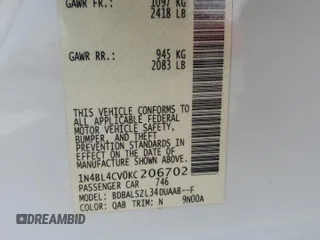 GAWR FR.: 1097 KG
2418 LB
GAWR RR.: 945 KG
2083 LB
THIS VEHICLE CONFORMS TO
ALL APPLICABLE FEDERAL
MOTOR VEHICLE SAFETY,
BUMPER, AND THEFT
PREVENTION STANDARDS IN
EFFECT ON THE DATE OF
MANUFACTURE SHOWN ABOVE.
1N4BL4CV0KC206702
PASSENGER CAR 746
MODEL: BDBALSZL34DUAAB--F
COLOR: QAB TRIM: N 9N00A